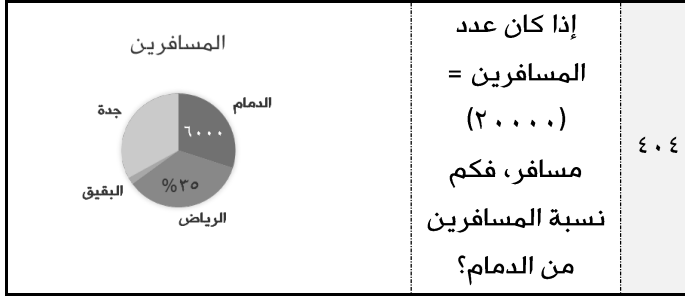 ٤٠٤
إذا كان عدد
المسافرين =
(٢٠٠٠٠)
مسافر، فكم
نسبة المسافرين
من الدمام؟
المسافرين
الدمام
جدة
٦٠٠٠
%٣٥
البقيق
الرياض